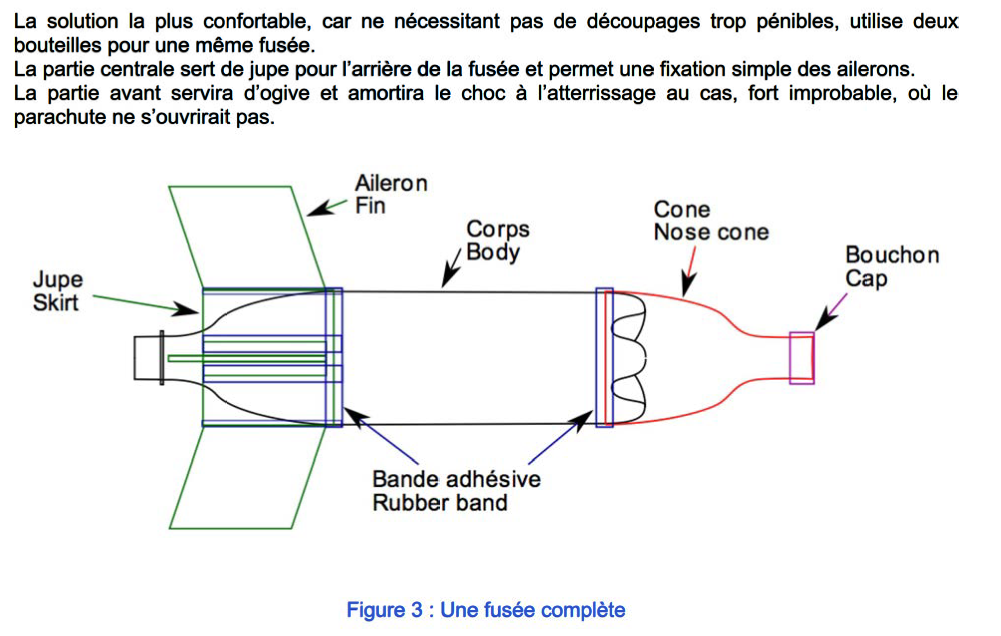 La solution la plus confortable, car ne nécessitant pas de découpages trop pénibles, utilise deux
bouteilles pour une même fusée.
La partie centrale sert de jupe pour l'arrière de la fusée et permet une fixation simple des ailerons.
La partie avant servira d'ogive et amortira le choc à l'atterrissage au cas, fort improbable, où le
parachute ne s'ouvrirait pas.
Aileron
Fin
Corps
Body
Cone
Nose cone
Bouchon
Cap
Jupe
Skirt
Bande adhésive
Rubber band
Figure 3 : Une fusée complète